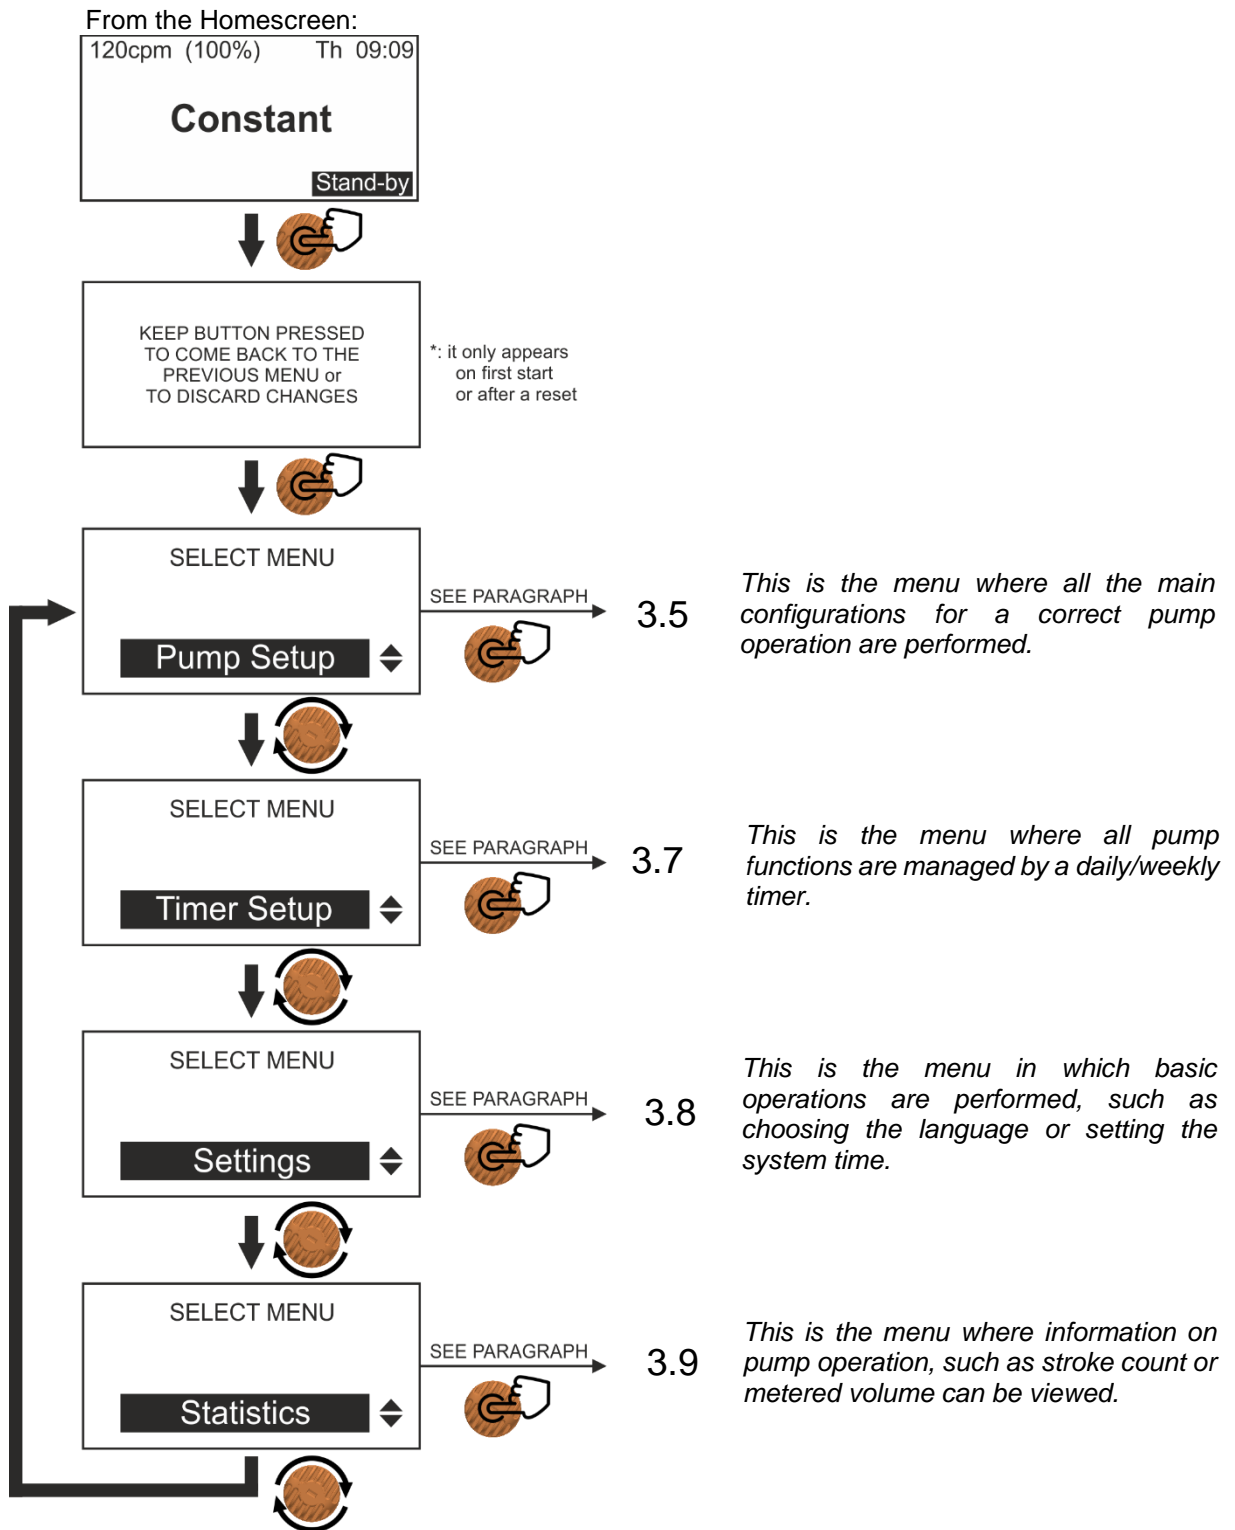 From the Homescreen:
120cpm (100%) Th 09:09
Constant
Stand-by
KEEP BUTTON PRESSED
TO COME BACK TO THE
PREVIOUS MENU or
TO DISCARD CHANGES
*: it only appears
on first start
or after a reset
SELECT MENU
Pump Setup
SEE PARAGRAPH
3.5
This is the menu where all the main
configurations for a correct pump
operation are performed.
SELECT MENU
Timer Setup
SEE PARAGRAPH
3.7
This is the menu where all pump
functions are managed by a daily/weekly
timer.
SELECT MENU
Settings
SEE PARAGRAPH
3.8
This is the menu in which basic
operations are performed, such as
choosing the language or setting the
system time.
SELECT MENU
Statistics
SEE PARAGRAPH
3.9
This is the menu where information on
pump operation, such as stroke count or
metered volume can be viewed.